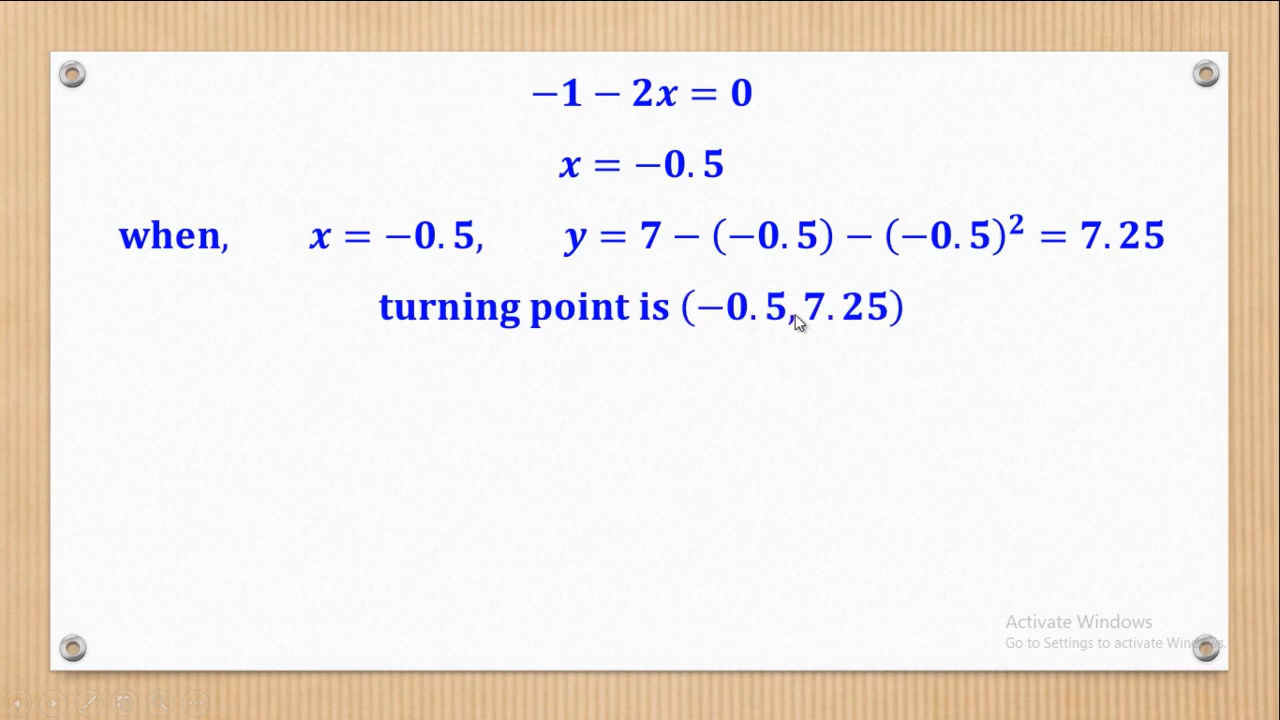 −1 − 2x = 0
x = −0.5
when, x = −0.5, y = 7 − (−0.5) − (−0.5)² = 7.25
turning point is (−0.5, 7.25)
Activate Windows
Go to Settings to activate Windows.